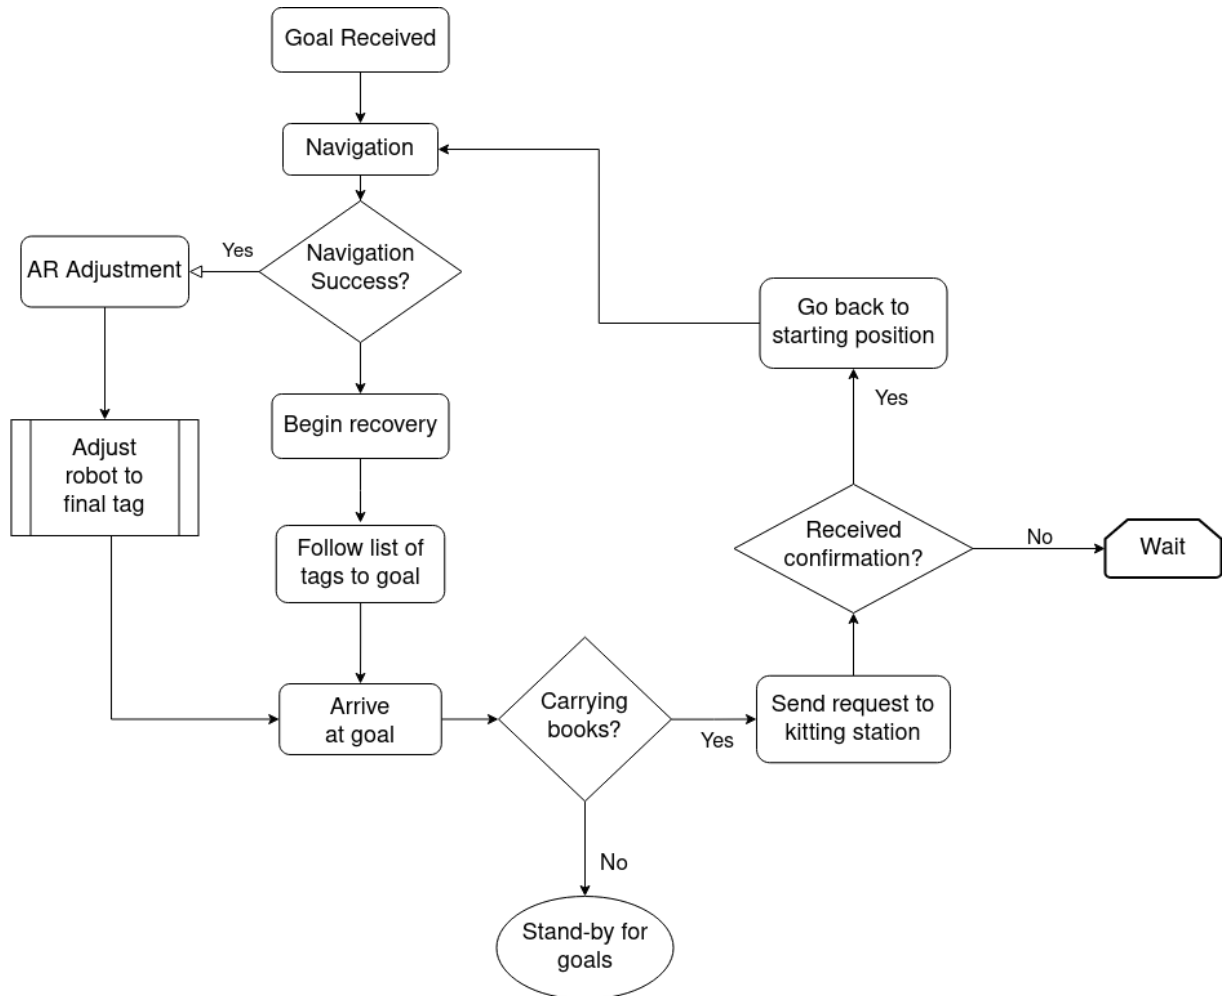 Goal Received
Navigation
Navigation
Success?
Yes
AR Adjustment
Adjust
robot to
final tag
Begin recovery
Follow list of
tags to goal
Arrive
at goal
Carrying
books?
No
Stand-by for
goals
Yes
Send request to
kitting station
Received
confirmation?
No
Wait
Yes
Go back to
starting position